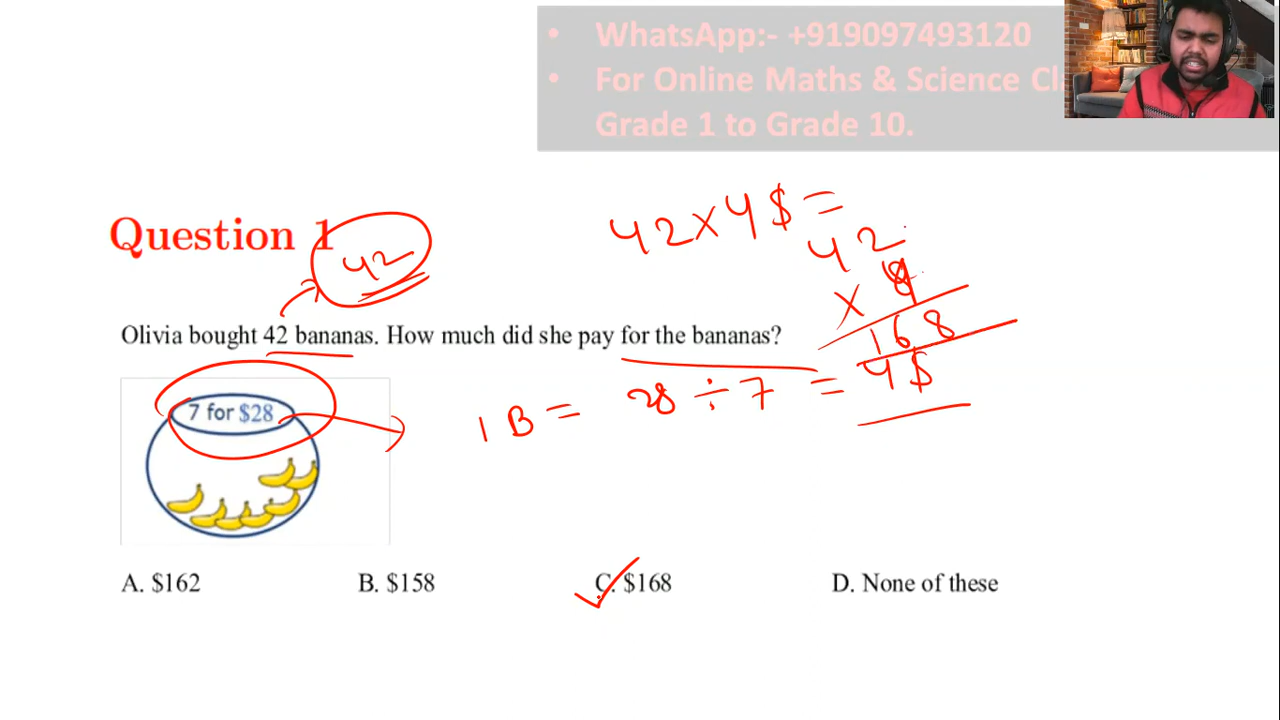 • WhatsApp:- +919097493120
• For Online Maths & Science Cla
Grade 1 to Grade 10.
Question 1
42
42×4$=
42
×4
168
Olivia bought 42 bananas. How much did she pay for the bananas?
7 for $28
1 B = 28 ÷ 7 = 4$
A. $162 B. $158 C. $168 D. None of these